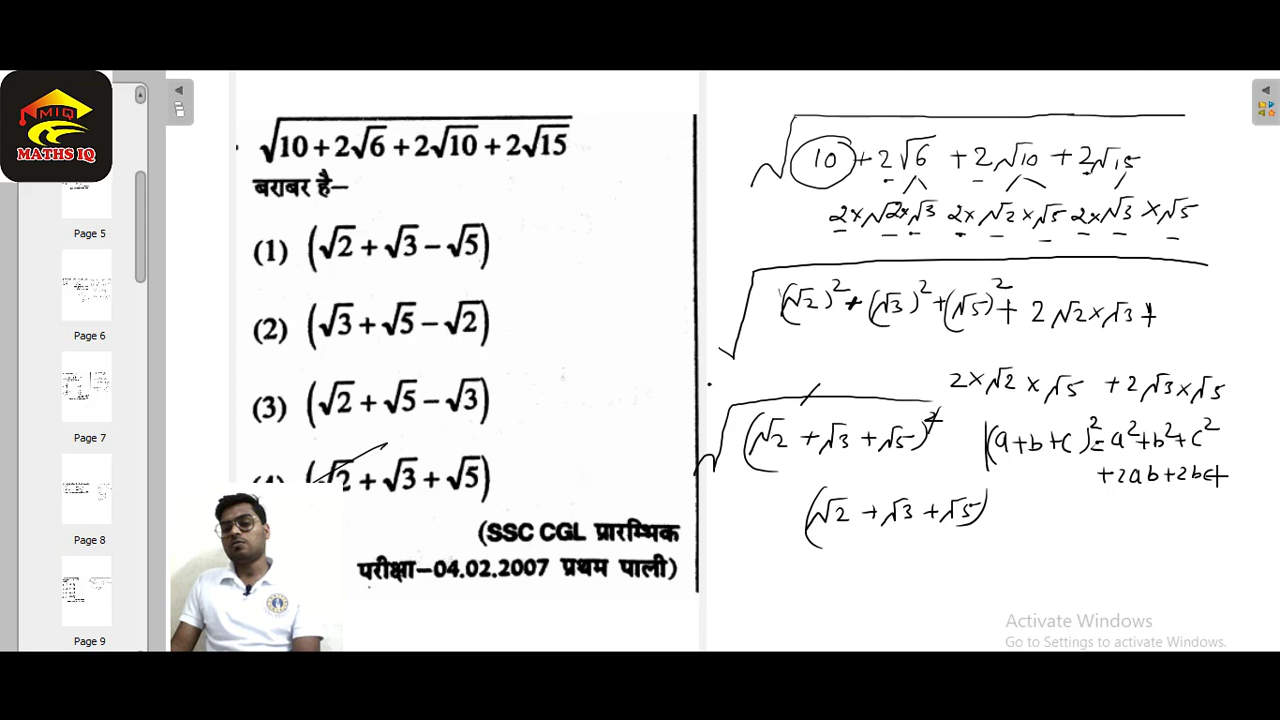 MIQ
MATHS IQ
Page 5
Page 6
Page 7
Page 8
Page 9
√10+2√6+2√10+2√15
बराबर है–
(1) (√2+√3−√5)
(2) (√3+√5−√2)
(3) (√2+√5−√3)
(4) (√2+√3+√5)
(SSC CGL प्रारम्भिक
परीक्षा–04.02.2007 प्रथम पाली)
√10+2√6+2√10+2√15
2×√2×√3 2×√2×√5 2×√3×√5
√(√2)²+(√3)²+(√5)²+2√2×√3+
2×√2×√5+2√3×√5
√(√2+√3+√5)² (a+b+c)²=a²+b²+c²
+2ab+2bc+
(√2+√3+√5)
Activate Windows
Go to Settings to activate Windows.